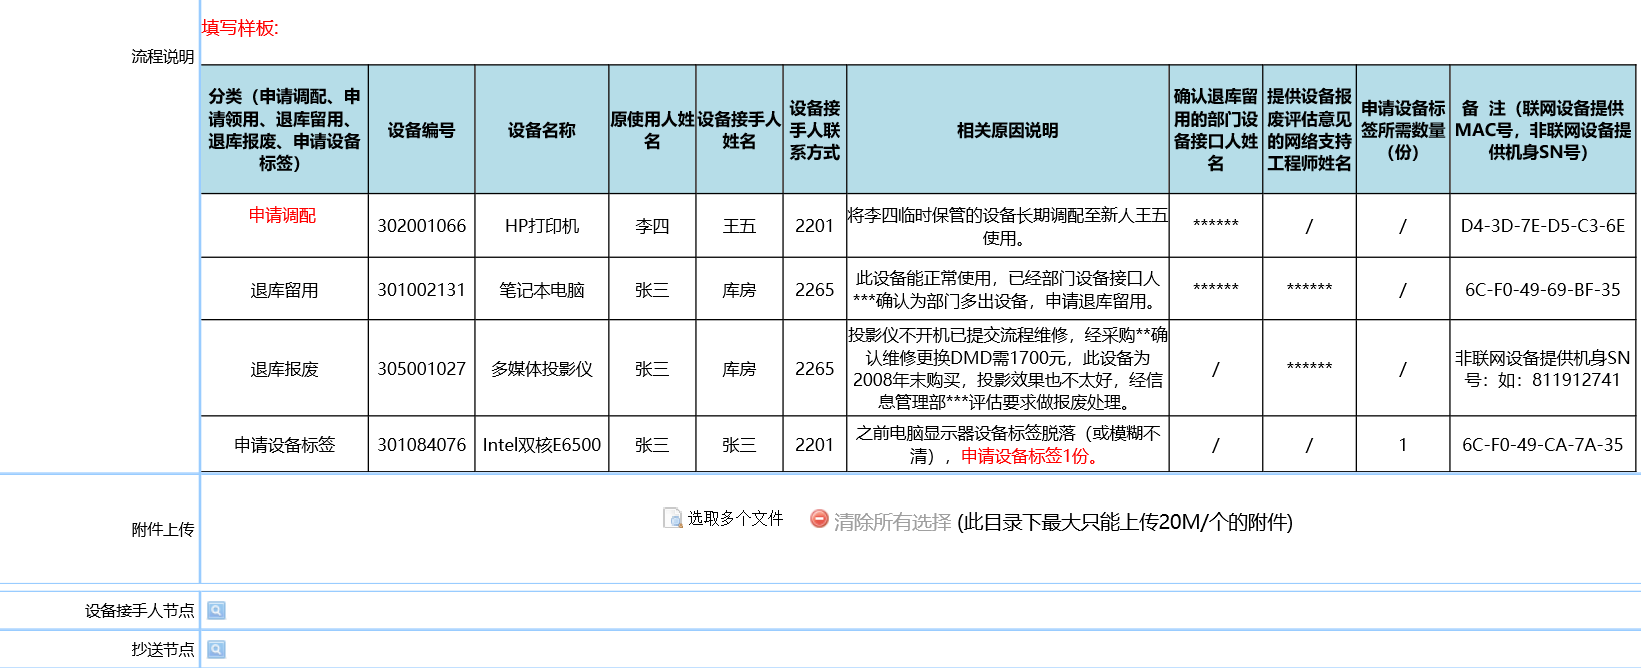 填写样板:
流程说明
分类（申请调配、申
请领用、退库留用、
退库报废、申请设备
标签）
设备编号
设备名称
原使用人姓
名
设备接手人
姓名
设备接
手人联
系方式
相关原因说明
确认退库留
用的部门设
备接口人姓
名
提供设备报
废评估意见
的网络支持
工程师姓名
申请设备标
签所需数量
（份）
备 注（联网设备提供
MAC号，非联网设备提
供机身SN号）
申请调配
302001066
HP打印机
李四
王五
2201
将李四临时保管的设备长期调配至新人王五
使用。
******
/
/
D4-3D-7E-D5-C3-6E
退库留用
301002131
笔记本电脑
张三
库房
2265
此设备能正常使用，已经部门设备接口人
***确认为部门多出设备，申请退库留用。
******
******
/
6C-F0-49-69-BF-35
退库报废
305001027
多媒体投影仪
张三
库房
2265
投影仪不开机已提交流程维修，经采购**确
认维修更换DMD需1700元，此设备为
2008年末购买，投影效果也不太好，经信
息管理部***评估要求做报废处理。
/
******
/
非联网设备提供机身SN
号：如：811912741
申请设备标签
301084076
Intel双核E6500
张三
张三
2201
之前电脑显示器设备标签脱落（或模糊不
清），申请设备标签1份。
/
/
1
6C-F0-49-CA-7A-35
附件上传
选取多个文件
清除所有选择 (此目录下最大只能上传20M/个的附件)
设备接手人节点
抄送节点